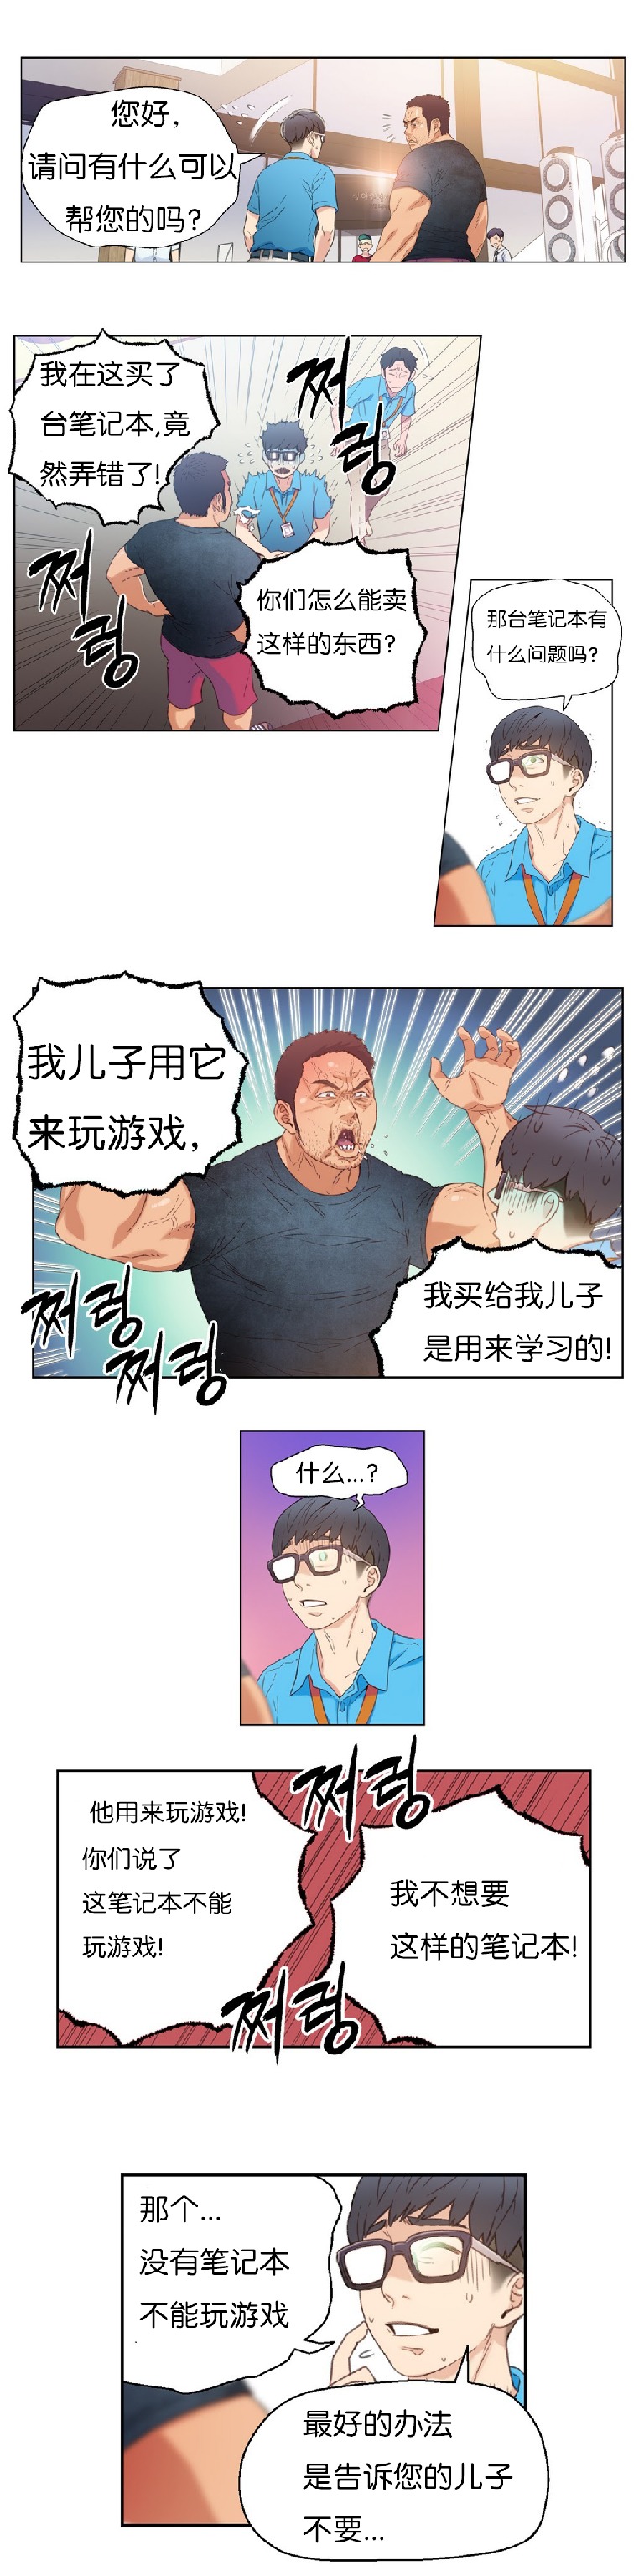 您好，
请问有什么可以
帮您的吗?
我在这买了
台笔记本,竟
然弄错了!
쩌렁
쩌렁
你们怎么能卖
这样的东西?
那台笔记本有
什么问题吗?
我儿子用它
来玩游戏，
쩌렁
쩌렁
我买给我儿子
是用来学习的!
什么...?
쩌렁
他用来玩游戏!
你们说了
这笔记本不能
玩游戏!
我不想要
这样的笔记本!
쩌렁
那个...
没有笔记本
不能玩游戏
最好的办法
是告诉您的儿子
不要...